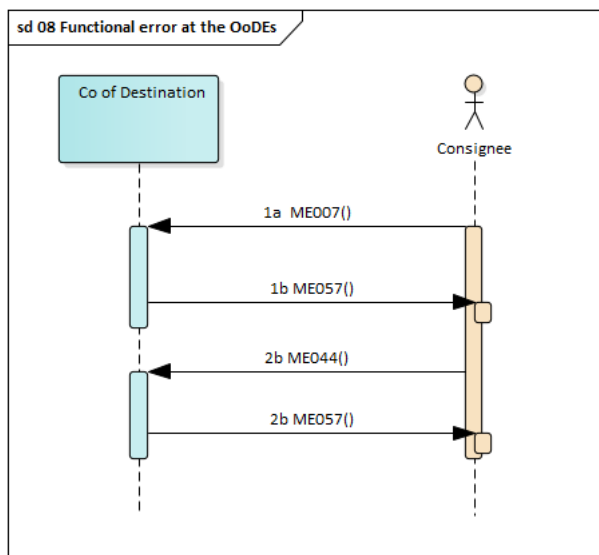 sd 08 Functional error at the OoDEs
Co of Destination
Consignee
1a ME007()
1b ME057()
2b ME044()
2b ME057()